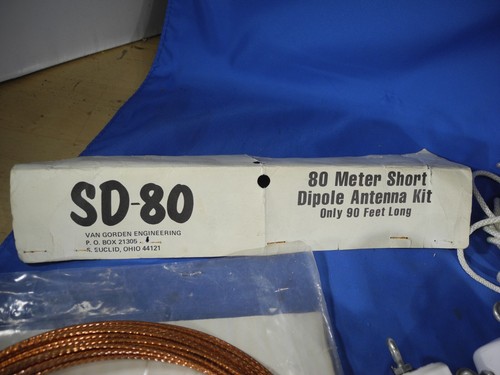 SD-80
VAN GORDEN ENGINEERING
P. O. BOX 21305
S. SUCLID, OHIO 44121
80 Meter Short
Dipole Antenna Kit
Only 90 Feet Long